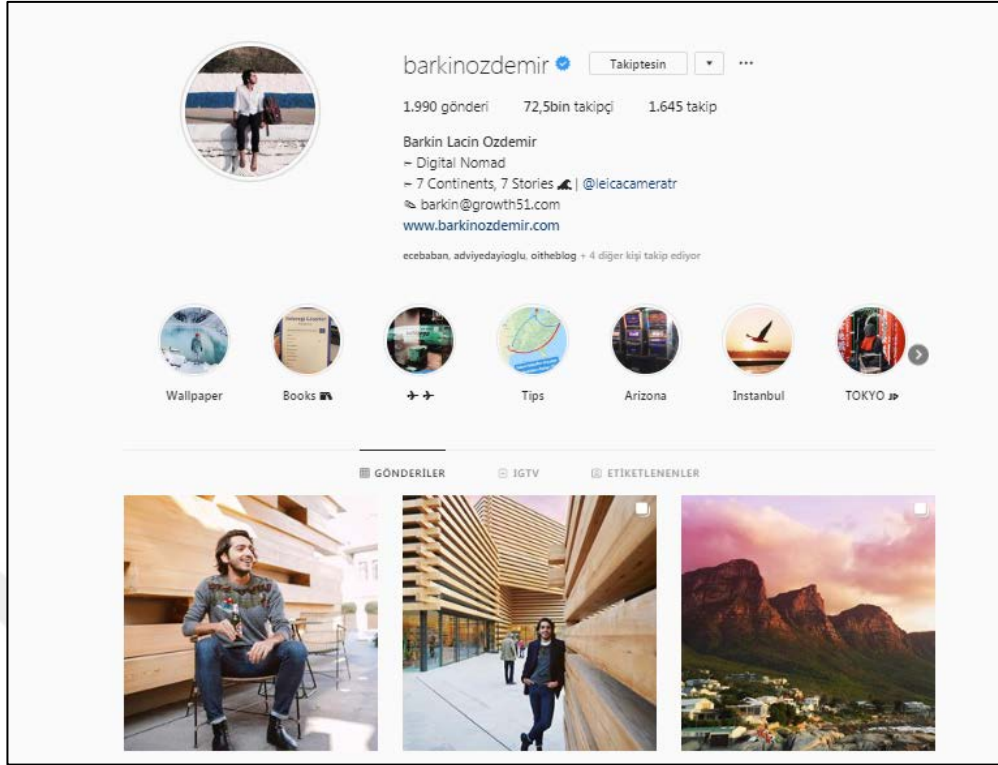 barkinozdemir
Takiptesin
1.990 gönderi 72,5bin takipçi 1.645 takip
Barkin Lacin Ozdemir
~ Digital Nomad
~ 7 Continents, 7 Stories 🌊 | @leicacameratr
✎ barkin@growth51.com
www.barkinozdemir.com
ecebaban, adviyedayioglu, oitheblog + 4 diğer kişi takip ediyor
Wallpaper Books 📚 ✈ ✈ Tips Arizona Instanbul TOKYO 🇯🇵
GÖNDERİLER IGTV ETİKETLENENLER